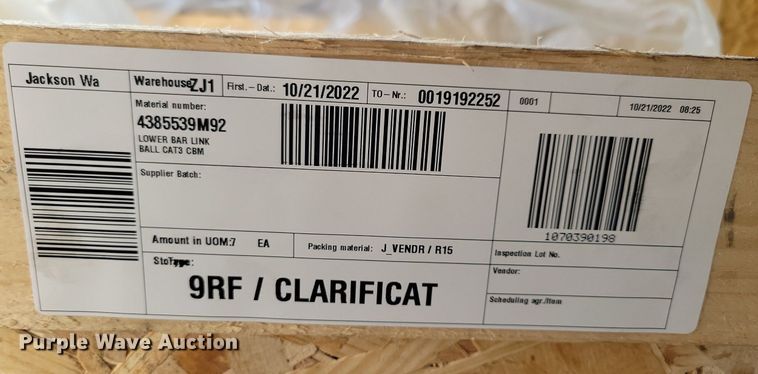 Jackson Wa
Warehouse ZJ1 First.-Dat.: 10/21/2022 TO-Nr.: 0019192252 0001 10/21/2022 08:25
Material number:
4385539M92
LOWER BAR LINK
BALL CAT3 CBM
Supplier Batch:
1070390198
Amount in UOM:7 EA Packing material: J_VENDR / R15
Inspection Lot No.
Vendor:
Scheduling agr./Item
9RF / CLARIFICAT
Purple Wave Auction